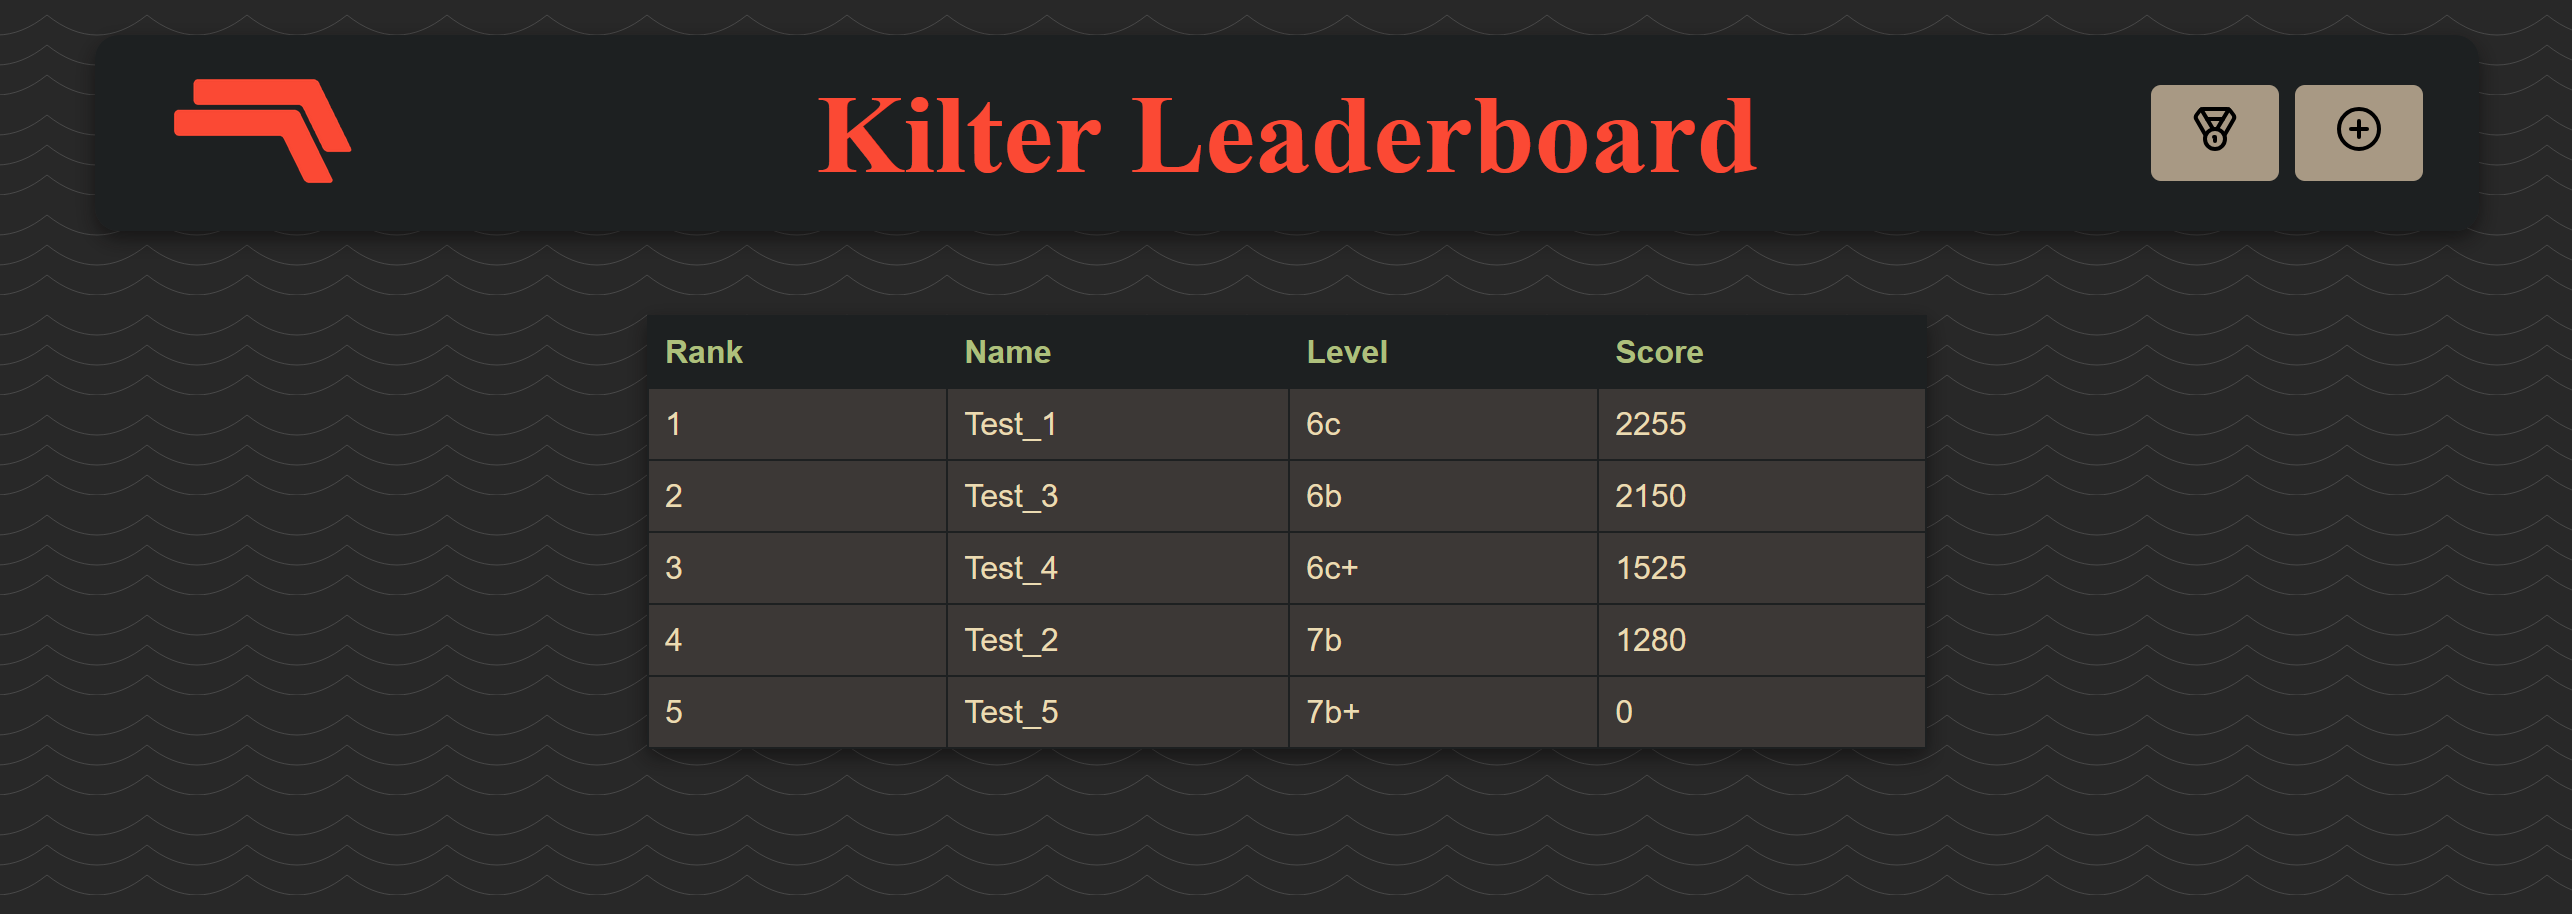 Kilter Leaderboard
Rank Name Level Score
1 Test_1 6c 2255
2 Test_3 6b 2150
3 Test_4 6c+ 1525
4 Test_2 7b 1280
5 Test_5 7b+ 0